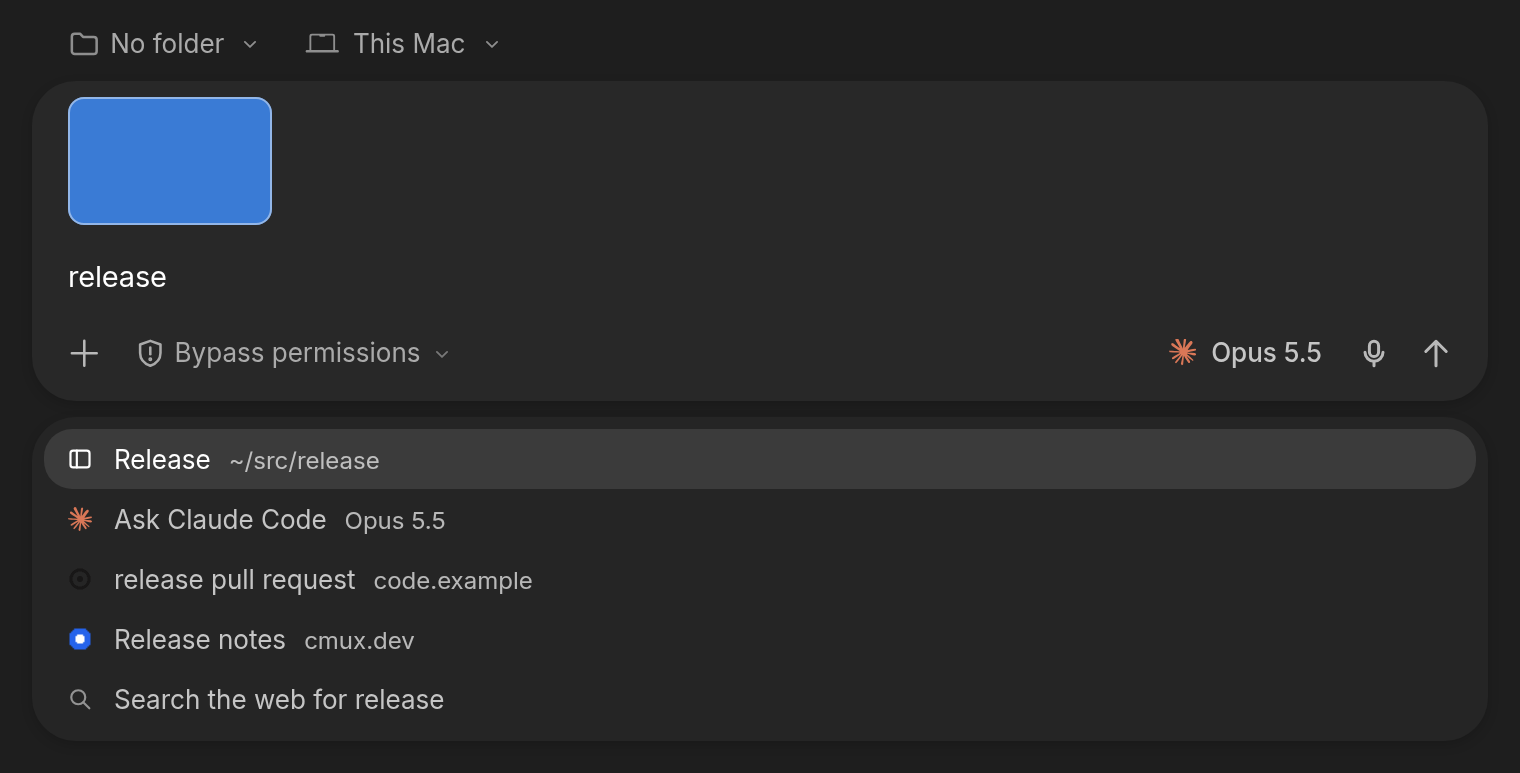 No folder This Mac
release
Bypass permissions Opus 5.5
Release ~/src/release
Ask Claude Code Opus 5.5
release pull request code.example
Release notes cmux.dev
Search the web for release